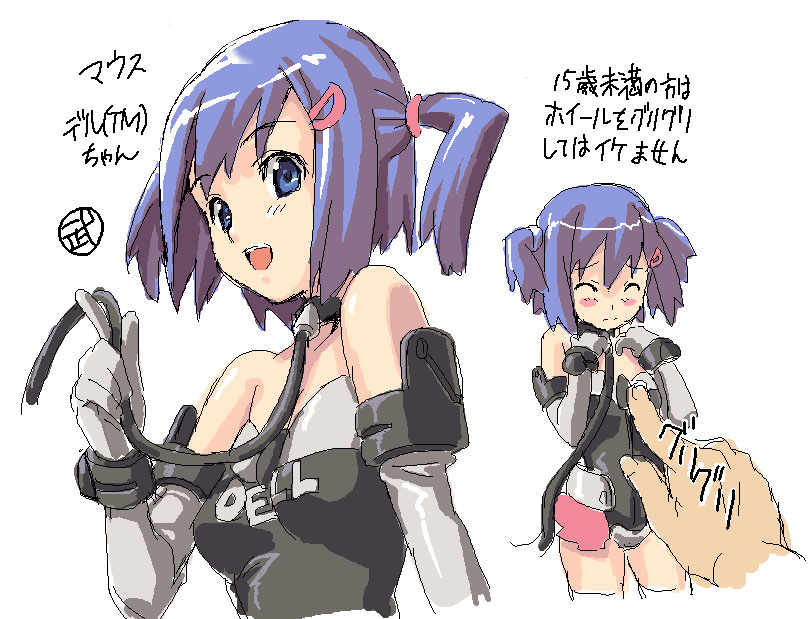 マウス
デル(TM)
ちゃん
武
15歳未満の方は
ホイールをグリグリ
してはイケません
DELL
グリグリ